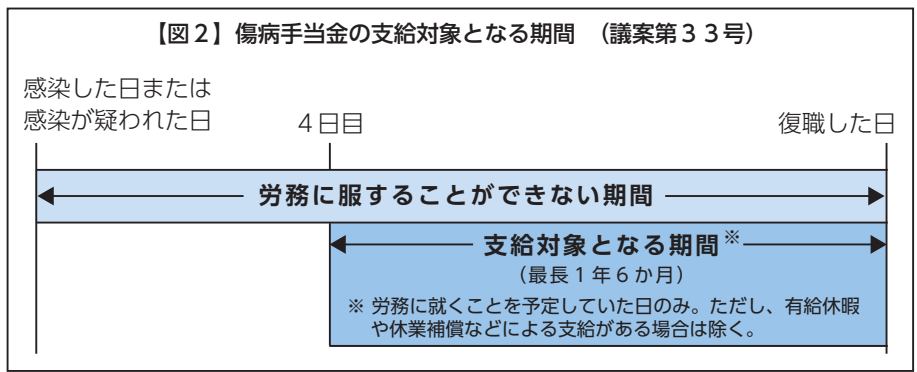 【図２】傷病手当金の支給対象となる期間　（議案第３３号）
感染した日または
感染が疑われた日
４日目
復職した日
労務に服することができない期間
支給対象となる期間※
（最長１年６か月）
※ 労務に就くことを予定していた日のみ。ただし、有給休暇
や休業補償などによる支給がある場合は除く。